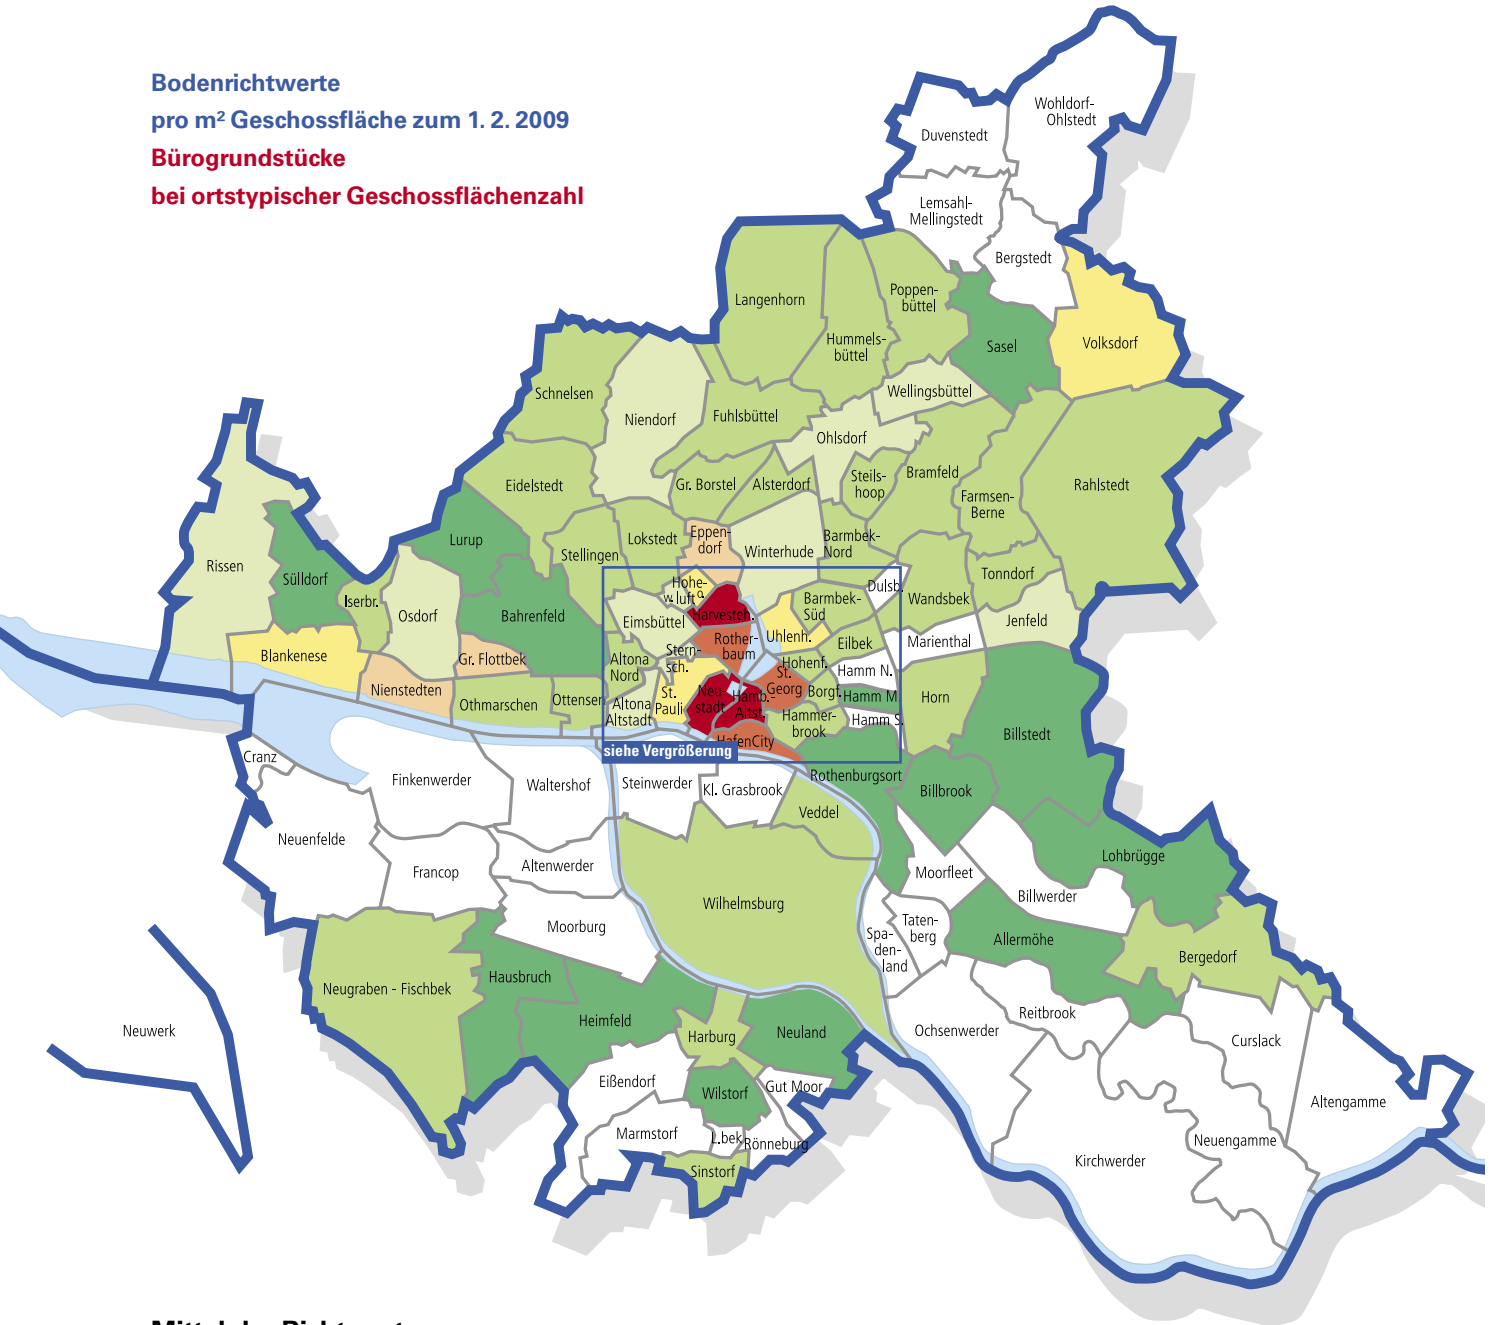 Bodenrichtwerte
pro m² Geschossfläche zum 1. 2. 2009
Bürogrundstücke
bei ortstypischer Geschossflächenzahl
Wohldorf-
Ohlstedt
Duvenstedt
Lemsahl-
Mellingstedt
Bergstedt
Poppen-
büttel
Langenhorn
Hummels-
büttel
Sasel
Volksdorf
Schnelsen
Niendorf
Fuhlsbüttel
Wellingsbüttel
Ohlsdorf
Eidelstedt
Gr. Borstel
Alsterdorf
Steils-
hoop
Bramfeld
Farmsen-
Berne
Rahlstedt
Lurup
Stellingen
Lokstedt
Eppen-
dorf
Winterhude
Barmbek-
Nord
Rissen
Sülldorf
Iserbr.
Osdorf
Bahrenfeld
Hohe-
w. luft o.
Dulsb.
Wandsbek
Tonndorf
Jenfeld
Eimsbüttel
Harvesteh.
Barmbek-
Süd
Uhlenh.
Rother-
baum
Eilbek
Marienthal
Blankenese
Gr. Flottbek
Altona
Nord
Stern-
sch.
Hohenf.
Hamm N.
Nienstedten
Othmarschen
Ottensen
Altona
Altstadt
St.
Pauli
Neu-
stadt
Hamb.-
Altst.
St.
Georg
Borgf.
Hamm M.
Horn
Hammer-
brook
Hamm S.
HafenCity
siehe Vergrößerung
Billstedt
Cranz
Finkenwerder
Waltershof
Steinwerder
Kl. Grasbrook
Rothenburgsort
Billbrook
Veddel
Neuenfelde
Francop
Altenwerder
Moorfleet
Lohbrügge
Billwerder
Wilhelmsburg
Moorburg
Taten-
berg
Spa-
den-
land
Allermöhe
Bergedorf
Neugraben - Fischbek
Hausbruch
Heimfeld
Harburg
Neuland
Reitbrook
Ochsenwerder
Curslack
Neuwerk
Eißendorf
Wilstorf
Gut Moor
Altengamme
Marmstorf
L.bek
Rönneburg
Neuengamme
Kirchwerder
Sinstorf